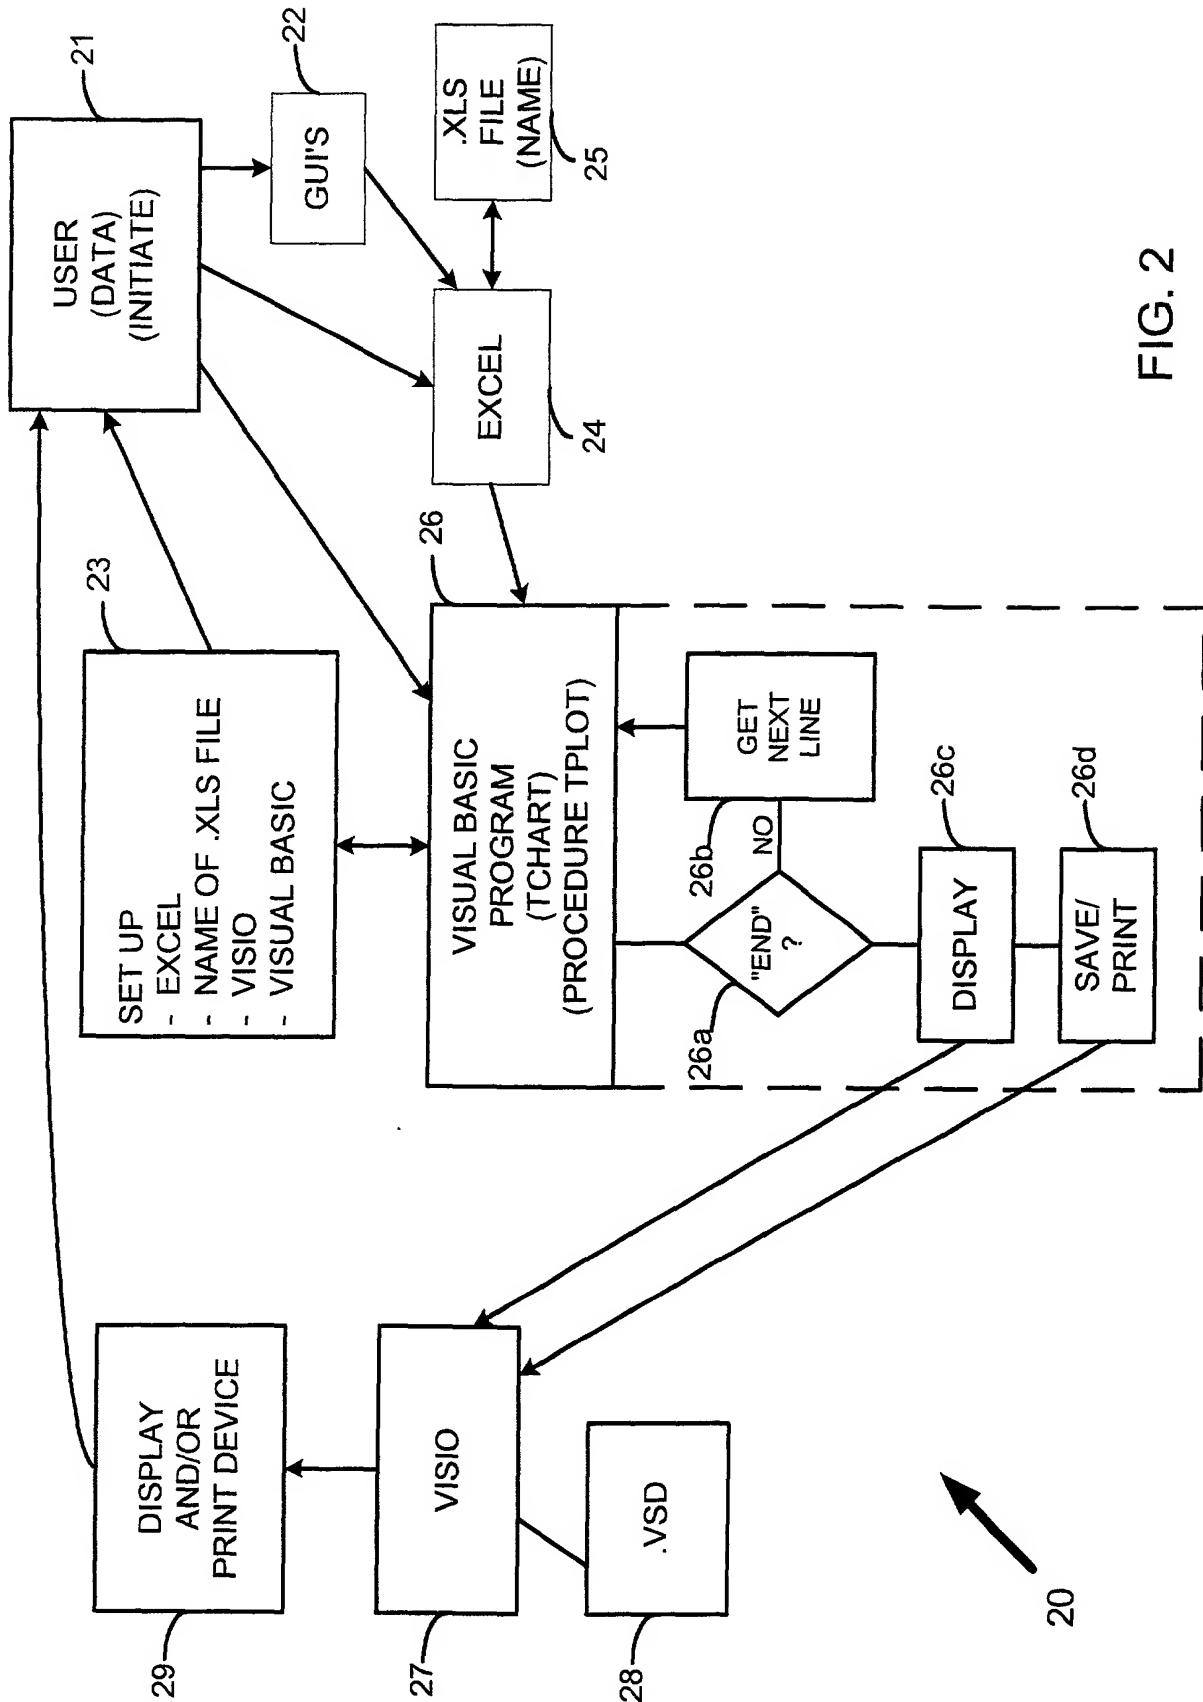 29
DISPLAY
AND/OR
PRINT DEVICE
27
VISIO
28
.VSD
20
23
SET UP
- EXCEL
- NAME OF .XLS FILE
- VISIO
- VISUAL BASIC
26
VISUAL BASIC
PROGRAM
(TCHART)
(PROCEDURE TPLOT)
26a
"END"
?
NO
26b
GET
NEXT
LINE
26c
DISPLAY
26d
SAVE/
PRINT
21
USER
(DATA)
(INITIATE)
22
GUI'S
24
EXCEL
25
.XLS
FILE
(NAME)
FIG. 2